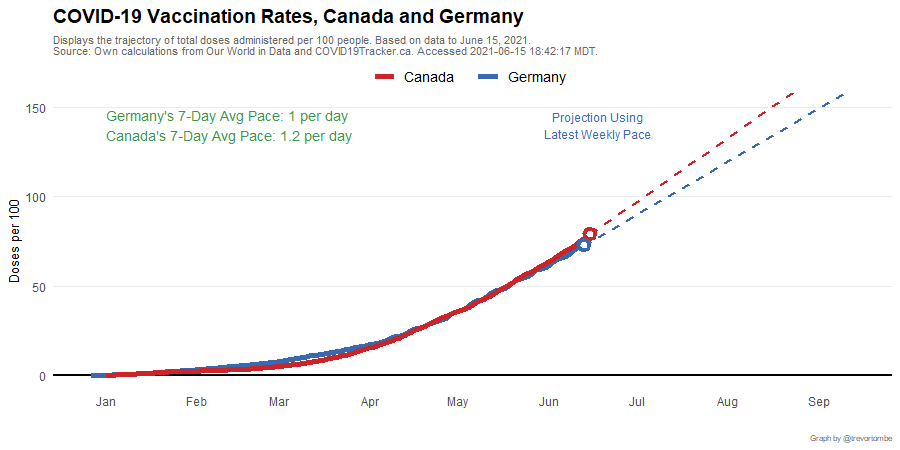 COVID-19 Vaccination Rates, Canada and Germany
Displays the trajectory of total doses administered per 100 people. Based on data to June 15, 2021.
Source: Own calculations from Our World in Data and COVID19Tracker.ca. Accessed 2021-06-15 18:42:17 MDT.
Canada Germany
Germany's 7-Day Avg Pace: 1 per day
Canada's 7-Day Avg Pace: 1.2 per day
Projection Using
Latest Weekly Pace
Doses per 100
150
100
50
0
Jan Feb Mar Apr May Jun Jul Aug Sep
Graph by @trevortombe